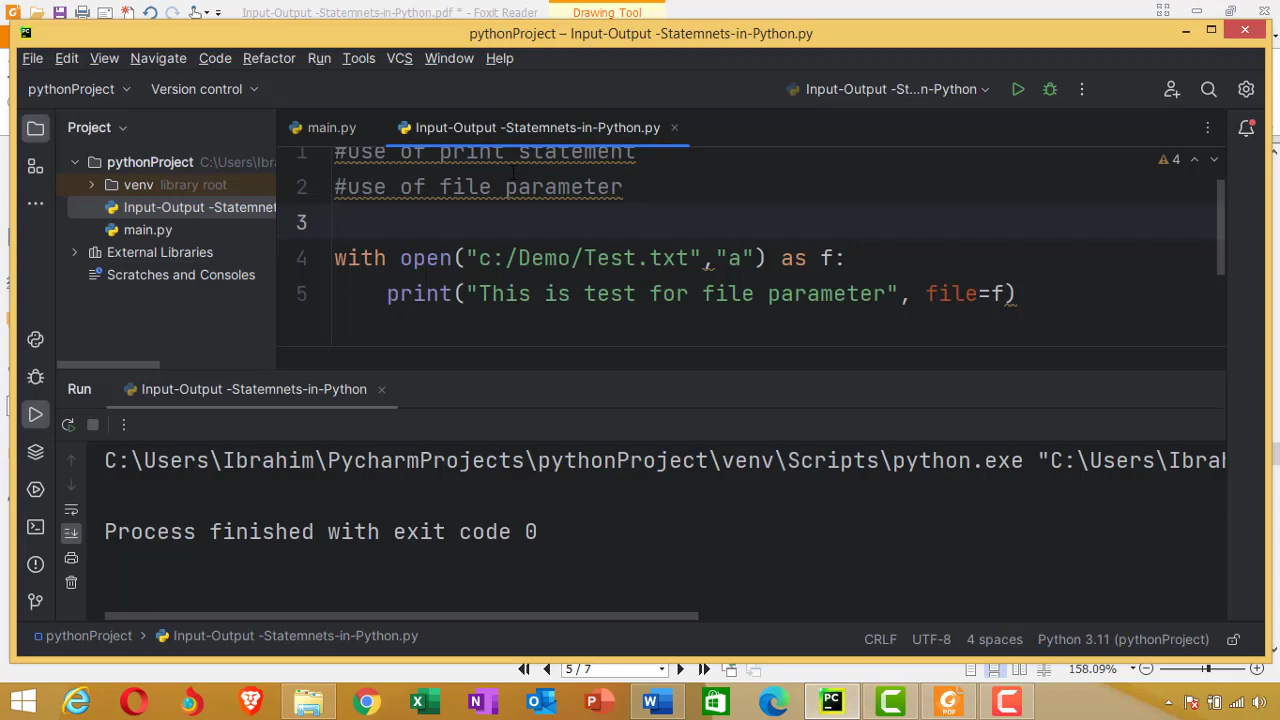 Input-Output -Statemnets-in-Python.pdf * - Foxit Reader
Drawing Tool
pythonProject – Input-Output -Statemnets-in-Python.py
File Edit View Navigate Code Refactor Run Tools VCS Window Help
pythonProject Version control Input-Output -St...n-Python
Project main.py Input-Output -Statemnets-in-Python.py
pythonProject C:\Users\Ibra
venv library root
Input-Output -Statemnet
main.py
External Libraries
Scratches and Consoles
1 #use of print statement
2 #use of file parameter
3
4 with open("c:/Demo/Test.txt","a") as f:
5 print("This is test for file parameter", file=f)
4
Run Input-Output -Statemnets-in-Python
C:\Users\Ibrahim\PycharmProjects\pythonProject\venv\Scripts\python.exe "C:\Users\Ibrah
Process finished with exit code 0
pythonProject Input-Output -Statemnets-in-Python.py CRLF UTF-8 4 spaces Python 3.11 (pythonProject)
5 / 7 158.09%